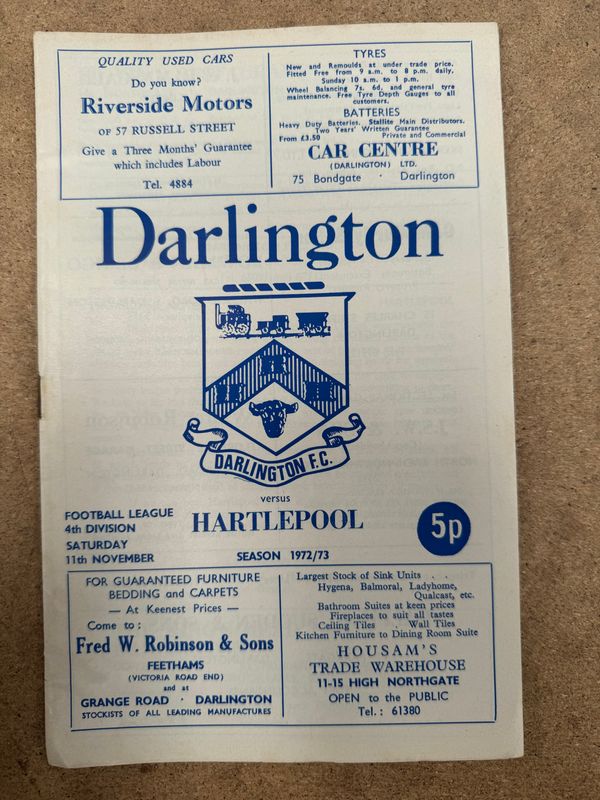 QUALITY USED CARS
Do you know?
Riverside Motors
OF 57 RUSSELL STREET
Give a Three Months' Guarantee
which includes Labour
Tel. 4884
TYRES
New and Remoulds at under trade price.
Fitted Free from 9 a.m. to 8 p.m. daily.
Sunday 10 a.m. to 1 p.m.
Wheel Balancing 7s. 6d, and general tyre
maintenance. Free Tyre Depth Gauges to all
customers.
BATTERIES
Heavy Duty Batteries. Stallite Main Distributors.
Two Years' Written Guarantee
From £3.50 Private and Commercial
CAR CENTRE
(DARLINGTON) LTD.
75 Bondgate · Darlington
Darlington
DARLINGTON F.C.
versus
HARTLEPOOL
FOOTBALL LEAGUE
4th DIVISION
SATURDAY
11th NOVEMBER
SEASON 1972/73
5p
FOR GUARANTEED FURNITURE
BEDDING and CARPETS
— At Keenest Prices —
Come to:
Fred W. Robinson & Sons
FEETHAMS
(VICTORIA ROAD END)
and at
GRANGE ROAD · DARLINGTON
STOCKISTS OF ALL LEADING MANUFACTURES
Largest Stock of Sink Units . .
Hygena, Balmoral, Ladyhome,
Qualcast, etc.
Bathroom Suites at keen prices
Fireplaces to suit all tastes
Ceiling Tiles . Wall Tiles
Kitchen Furniture to Dining Room Suite
HOUSAM'S
TRADE WAREHOUSE
11-15 HIGH NORTHGATE
OPEN to the PUBLIC
Tel.: 61380